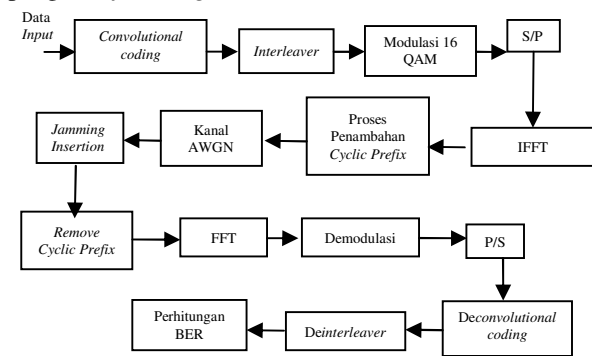 Data
Input
Convolutional
coding
Interleaver
Modulasi 16
QAM
S/P
IFFT
Proses
Penambahan
Cyclic Prefix
Kanal
AWGN
Jamming
Insertion
Remove
Cyclic Prefix
FFT
Demodulasi
P/S
Deconvolutional
coding
Deinterleaver
Perhitungan
BER